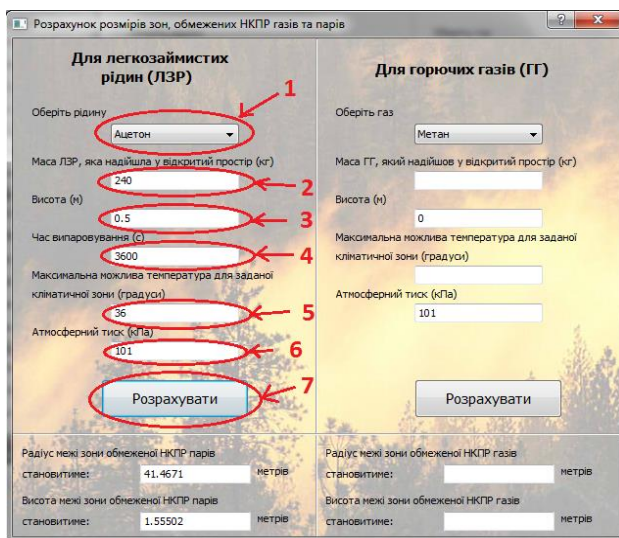 Розрахунок розмірів зон, обмежених НКПР газів та парів
Для легкозаймистих
рідин (ЛЗР)
1
Оберіть рідину
Ацетон
Маса ЛЗР, яка надійшла у відкритий простір (кг)
240
2
Висота (м)
0.5
3
Час випаровування (с)
3600
4
Максимальна можлива температура для заданої
кліматичної зони (градуси)
36
5
Атмосферний тиск (кПа)
101
6
Розрахувати
7
Радіус межі зони обмеженої НКПР парів
становитиме: 41.4671 метрів
Висота межі зони обмеженої НКПР парів
становитиме: 1.55502 метрів
Для горючих газів (ГГ)
Оберіть газ
Метан
Маса ГГ, який надійшов у відкритий простір (кг)
Висота (м)
0
Максимальна можлива температура для заданої
кліматичної зони (градуси)
Атмосферний тиск (кПа)
101
Розрахувати
Радіус межі зони обмеженої НКПР газів
становитиме: метрів
Висота межі зони обмеженої НКПР газів
становитиме: метрів